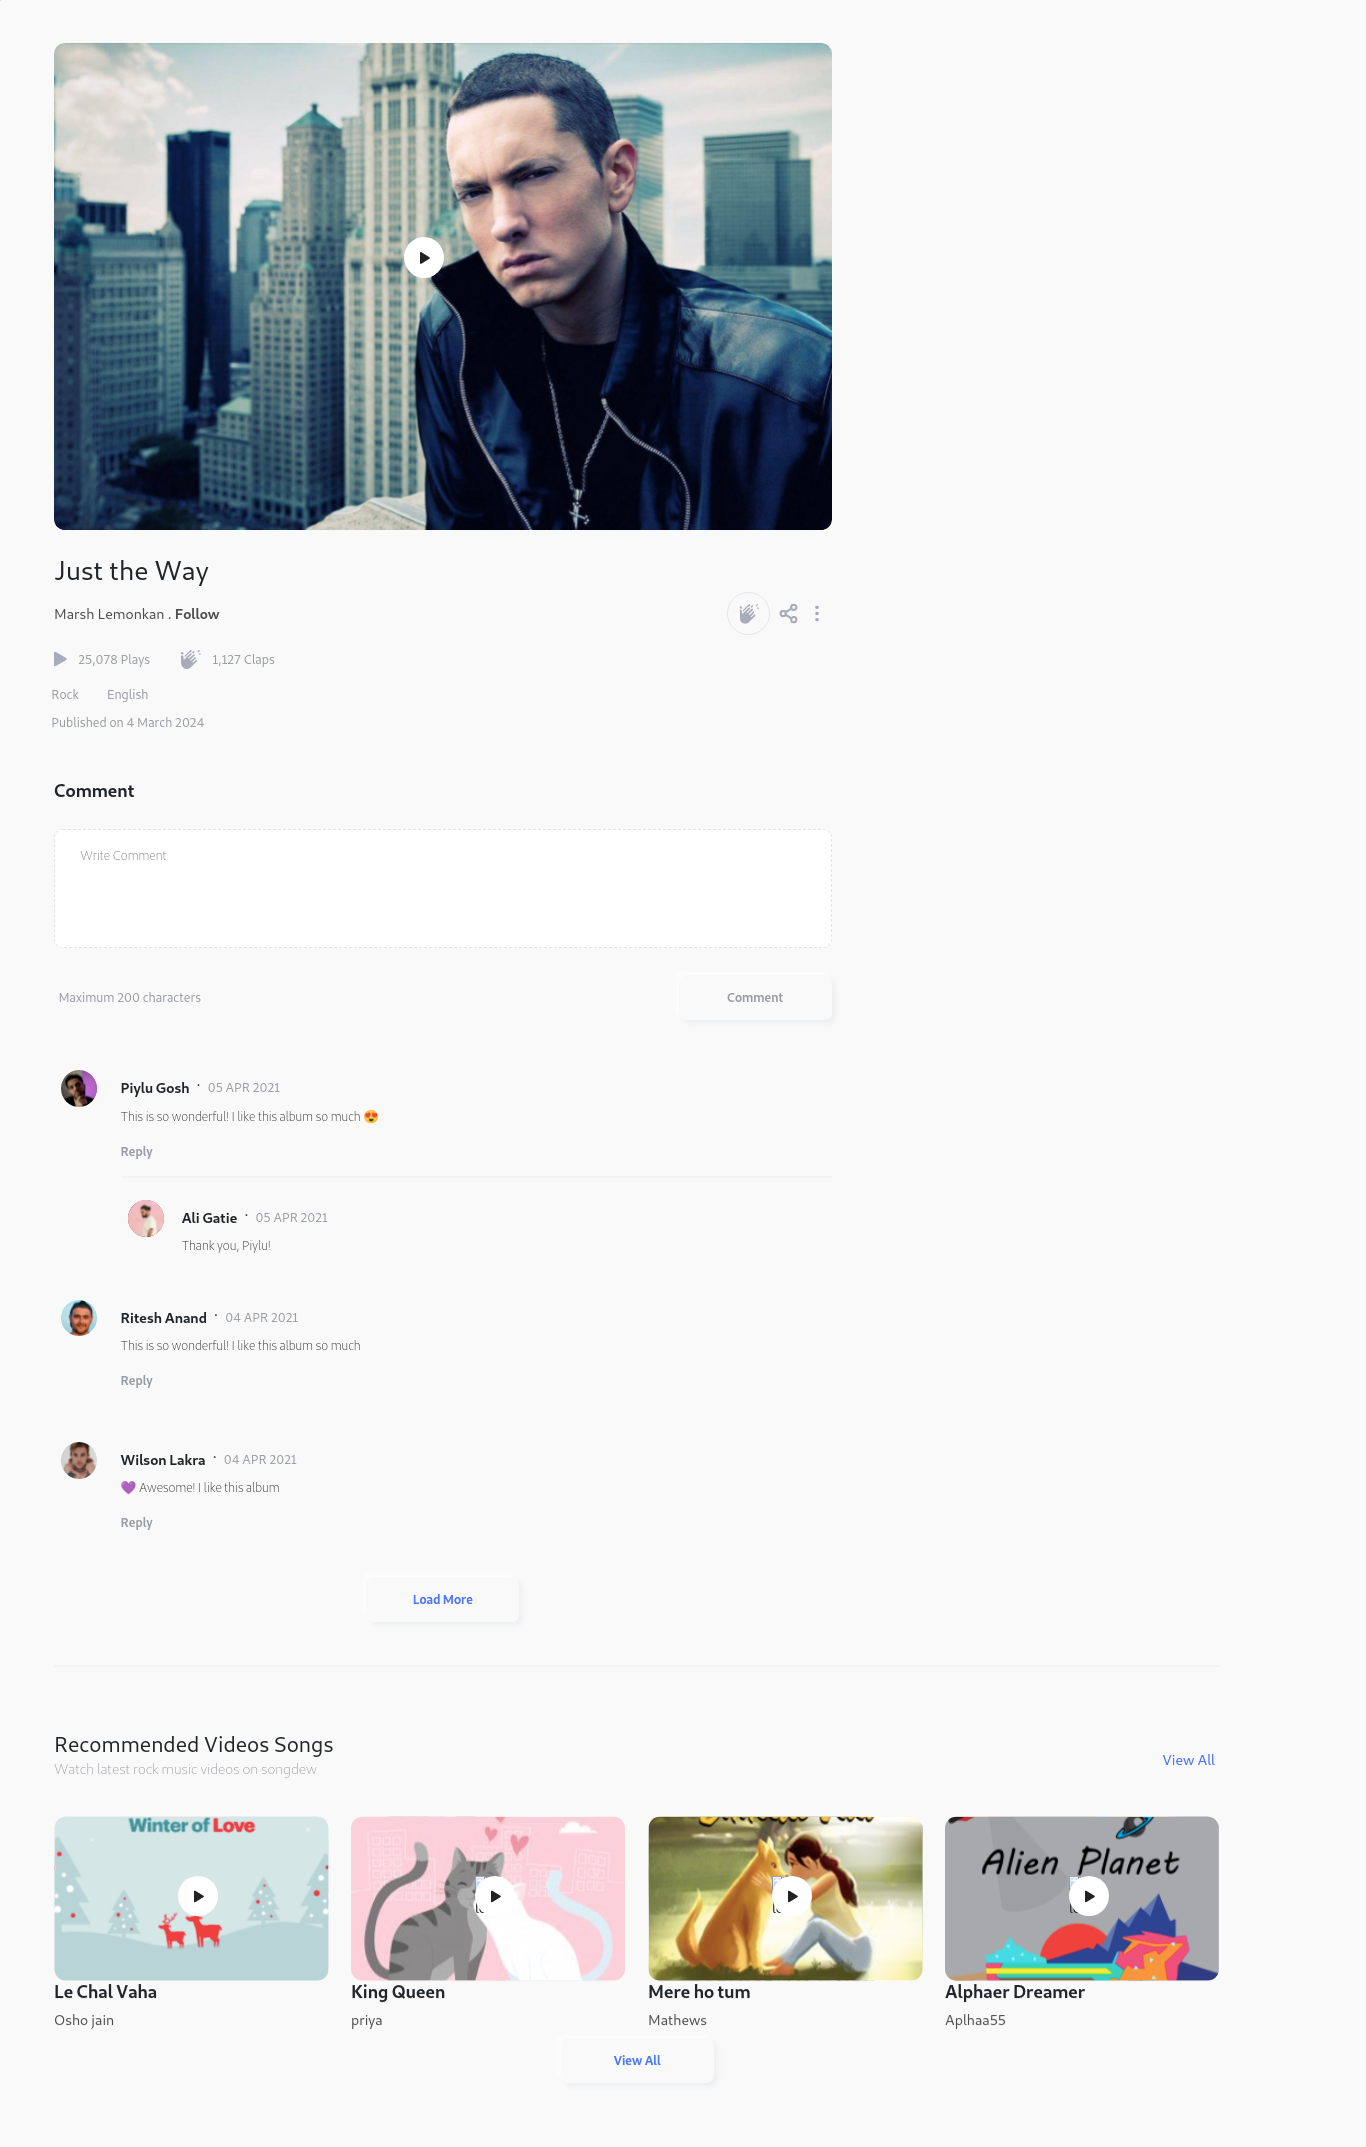 Just the Way
Marsh Lemonkan . Follow
25,078 Plays 1,127 Claps
Rock English
Published on 4 March 2024
Comment
Write Comment
Maximum 200 characters
Comment
Piylu Gosh · 05 APR 2021
This is so wonderful! I like this album so much 😍
Reply
Ali Gatie · 05 APR 2021
Thank you, Piylu!
Ritesh Anand · 04 APR 2021
This is so wonderful! I like this album so much
Reply
Wilson Lakra · 04 APR 2021
💜 Awesome! I like this album
Reply
Load More
Recommended Videos Songs
Watch latest rock music videos on songdew
View All
Winter of Love
Alien Planet
Le Chal Vaha
King Queen
Mere ho tum
Alphaer Dreamer
Osho jain
priya
Mathews
Aplhaa55
View All